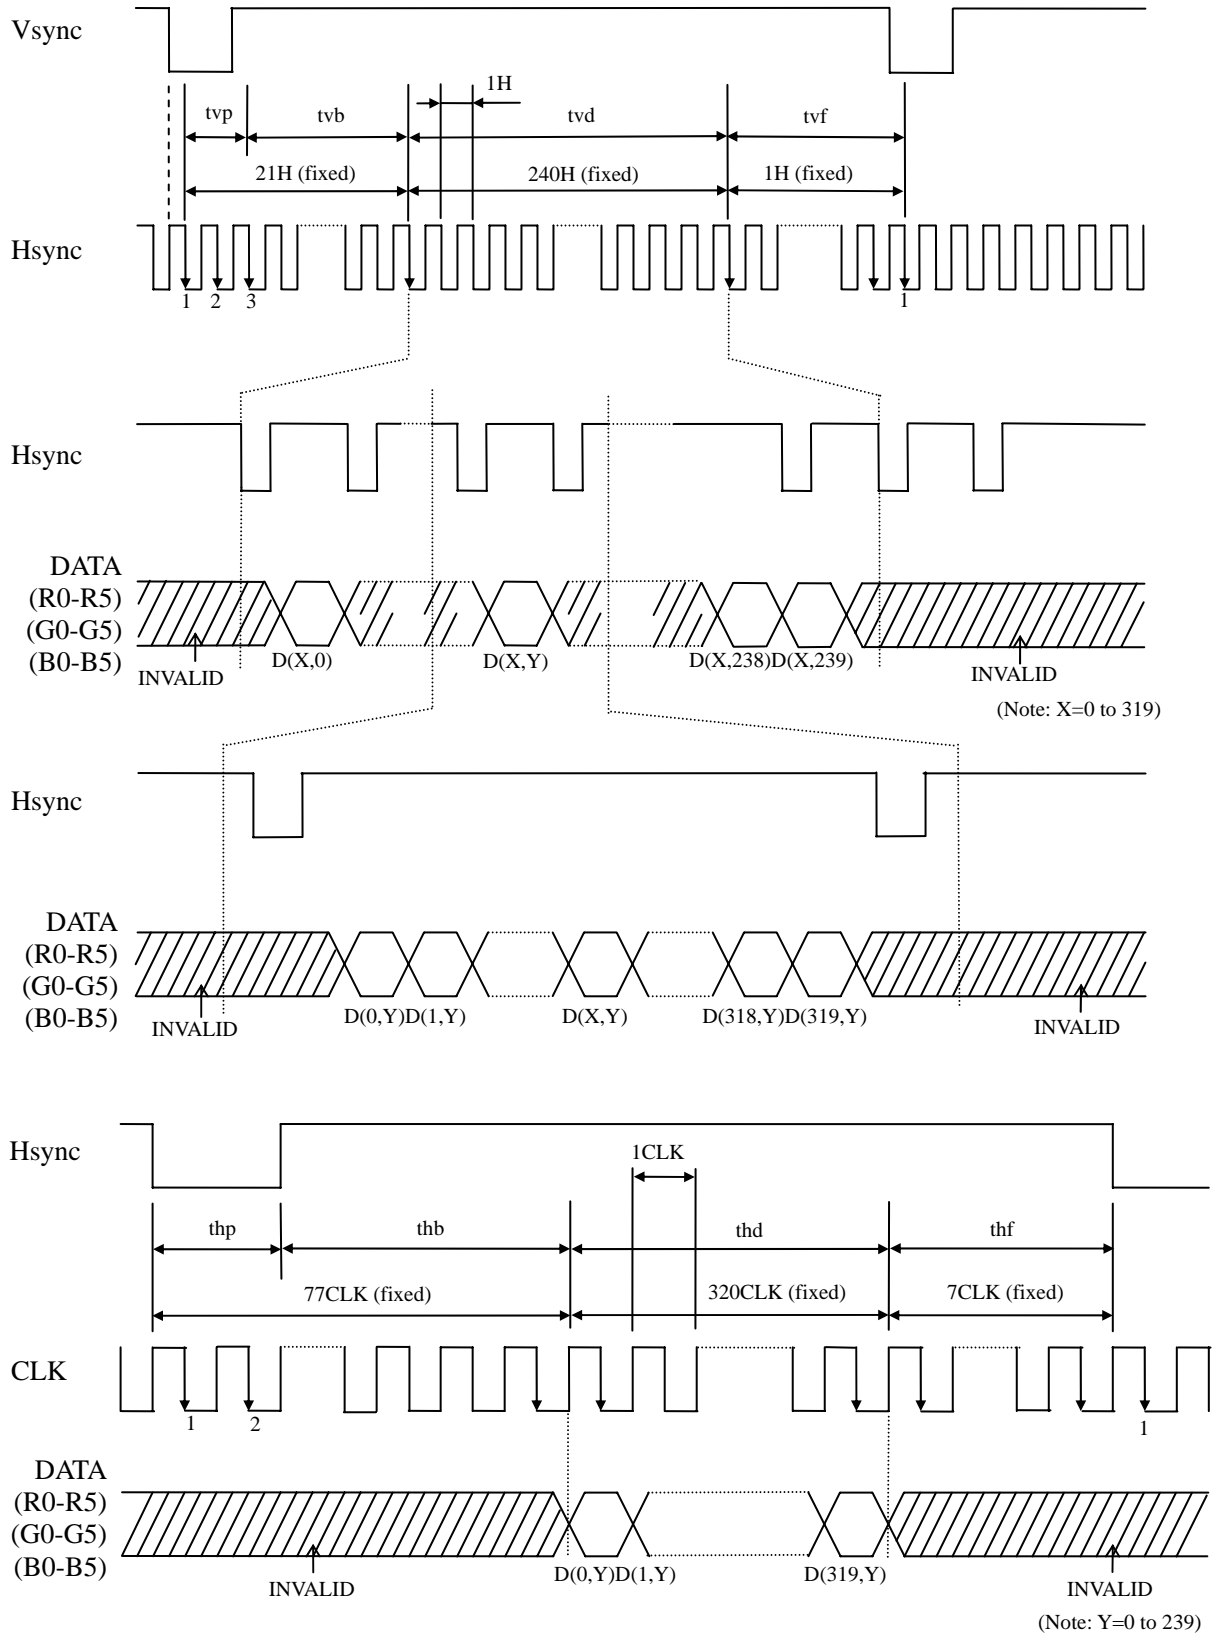 Vsync
1H
tvp tvb tvd tvf
21H (fixed) 240H (fixed) 1H (fixed)
Hsync
1 2 3 1
Hsync
DATA
(R0-R5)
(G0-G5)
(B0-B5)
D(X,0) D(X,Y) D(X,238)D(X,239)
INVALID INVALID
(Note: X=0 to 319)
Hsync
DATA
(R0-R5)
(G0-G5)
(B0-B5)
D(0,Y)D(1,Y) D(X,Y) D(318,Y)D(319,Y)
INVALID INVALID
Hsync
1CLK
thp thb thd thf
77CLK (fixed) 320CLK (fixed) 7CLK (fixed)
CLK
1 2 1
DATA
(R0-R5)
(G0-G5)
(B0-B5)
D(0,Y)D(1,Y) D(319,Y)
INVALID INVALID
(Note: Y=0 to 239)